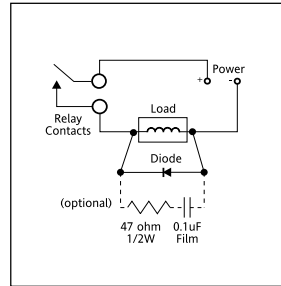 Power
+ -
Relay
Contacts
Load
Diode
(optional)
47 ohm
1/2W
0.1uF
Film